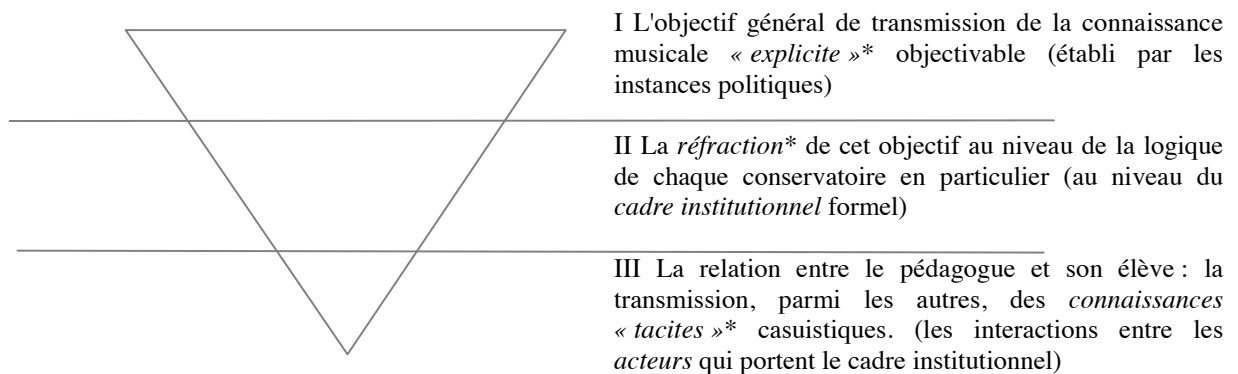 I L'objectif général de transmission de la connaissance
musicale « explicite »* objectivable (établi par les
instances politiques)
II La réfraction* de cet objectif au niveau de la logique
de chaque conservatoire en particulier (au niveau du
cadre institutionnel formel)
III La relation entre le pédagogue et son élève : la
transmission, parmi les autres, des connaissances
« tacites »* casuistiques. (les interactions entre les
acteurs qui portent le cadre institutionnel)